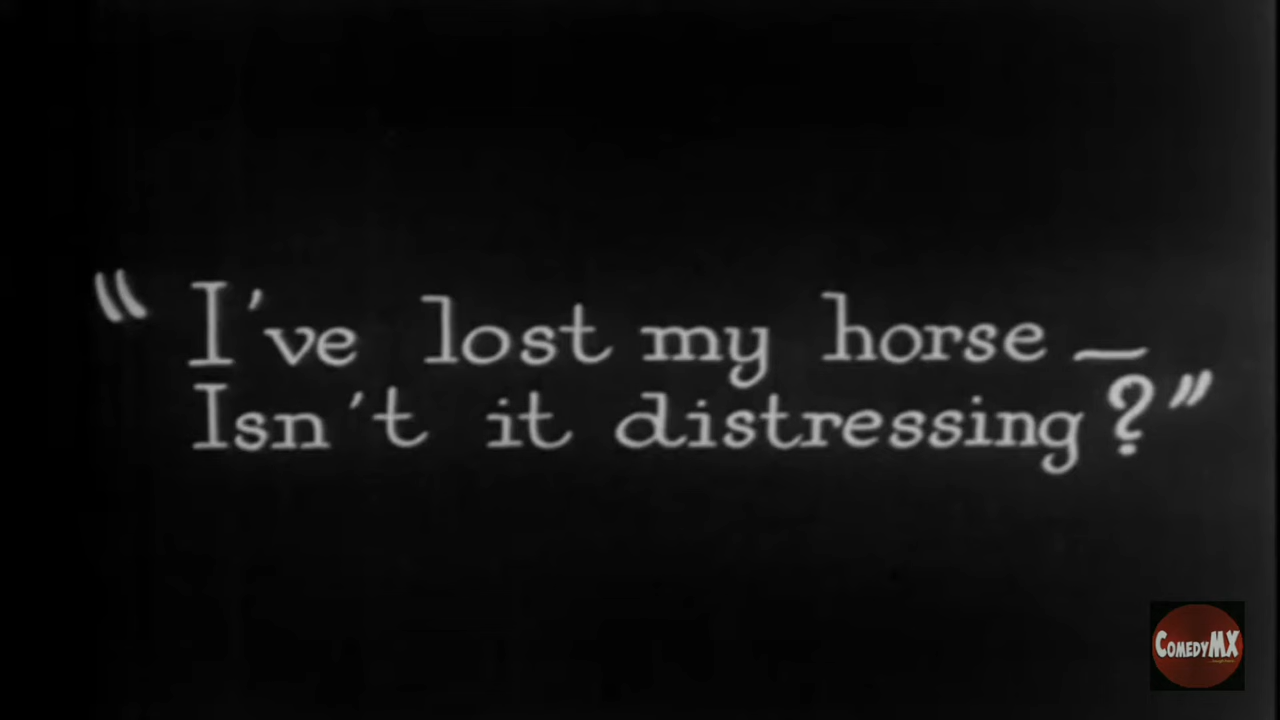 “I've lost my horse —
Isn't it distressing?”
COMEDYMX